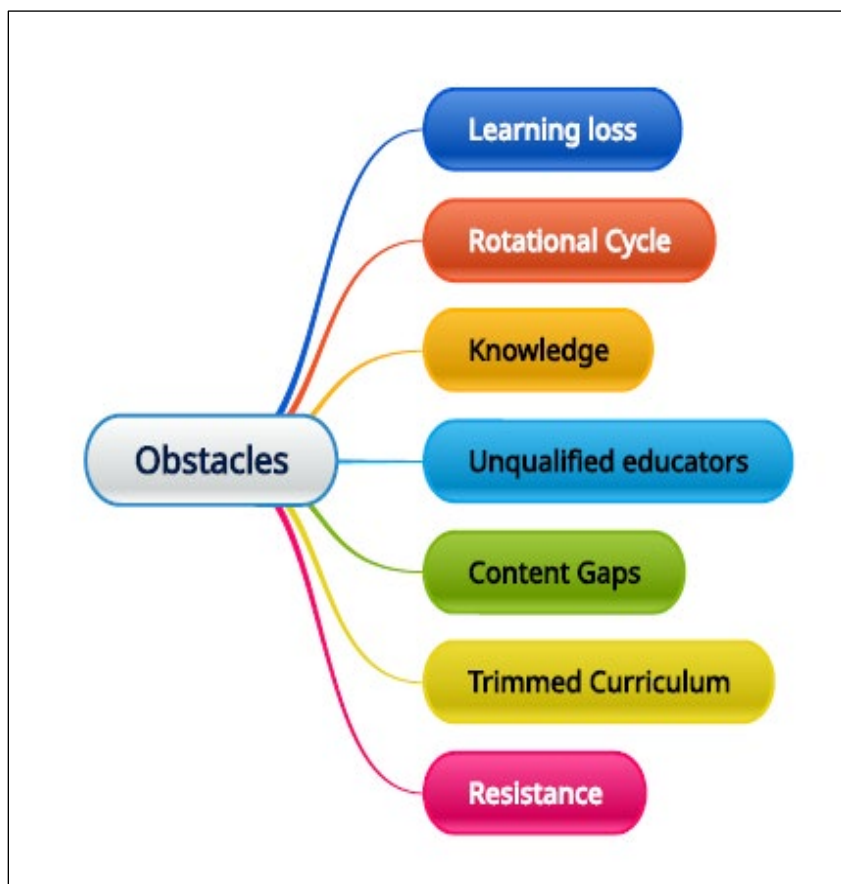 Learning loss
Rotational Cycle
Knowledge
Obstacles
Unqualified educators
Content Gaps
Trimmed Curriculum
Resistance